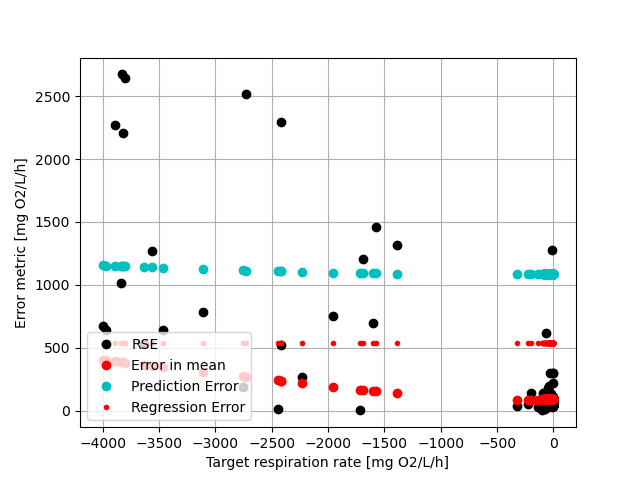 2500
2000
1500
1000
500
0
Error metric [mg O2/L/h]
RSE
Error in mean
Prediction Error
Regression Error
−4000 −3500 −3000 −2500 −2000 −1500 −1000 −500 0
Target respiration rate [mg O2/L/h]